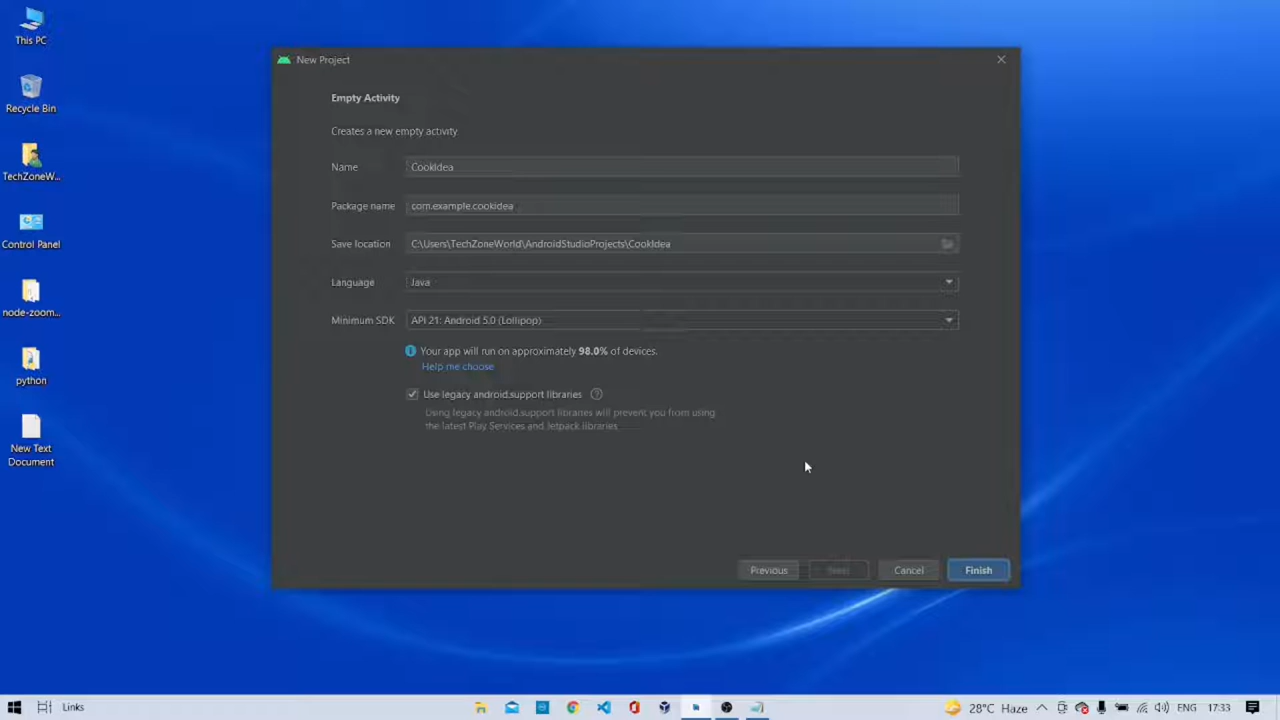 This PC
Recycle Bin
TechZoneW...
Control Panel
node-zoom...
python
New Text
Document
New Project
Empty Activity
Creates a new empty activity
Name
CookIdea
Package name
com.example.cookidea
Save location
C:\Users\TechZoneWorld\AndroidStudioProjects\CookIdea
Language
Java
Minimum SDK
API 21: Android 5.0 (Lollipop)
Your app will run on approximately 98.0% of devices.
Help me choose
Use legacy android.support libraries
Using legacy android.support libraries will prevent you from using
the latest Play Services and Jetpack libraries
Previous
Next
Cancel
Finish
Links
28°C Haze
ENG
17:33